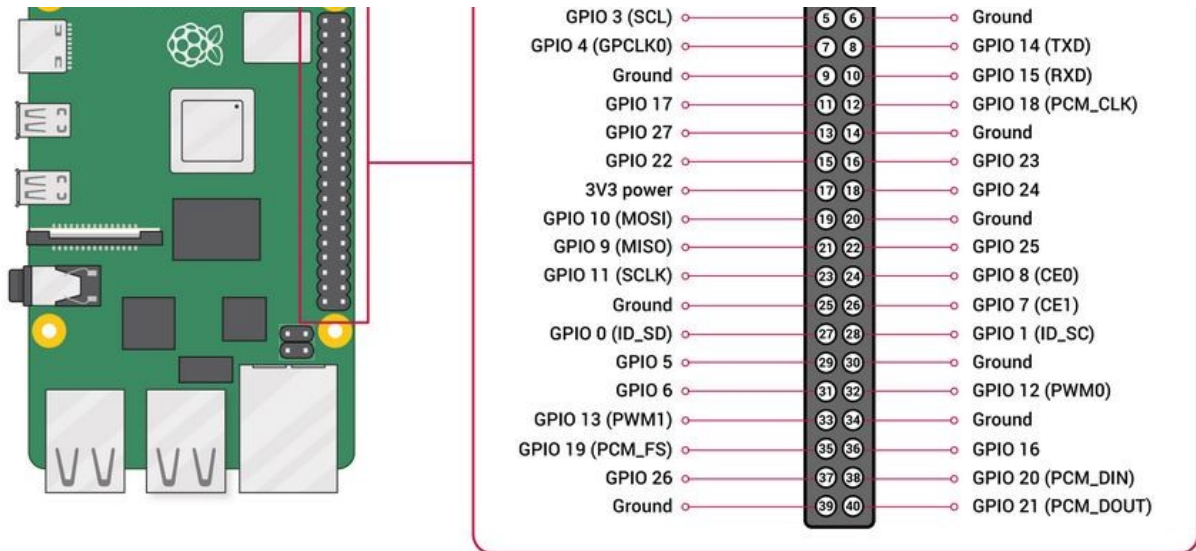 GPIO 3 (SCL) 5 6 Ground
GPIO 4 (GPCLK0) 7 8 GPIO 14 (TXD)
Ground 9 10 GPIO 15 (RXD)
GPIO 17 11 12 GPIO 18 (PCM_CLK)
GPIO 27 13 14 Ground
GPIO 22 15 16 GPIO 23
3V3 power 17 18 GPIO 24
GPIO 10 (MOSI) 19 20 Ground
GPIO 9 (MISO) 21 22 GPIO 25
GPIO 11 (SCLK) 23 24 GPIO 8 (CE0)
Ground 25 26 GPIO 7 (CE1)
GPIO 0 (ID_SD) 27 28 GPIO 1 (ID_SC)
GPIO 5 29 30 Ground
GPIO 6 31 32 GPIO 12 (PWM0)
GPIO 13 (PWM1) 33 34 Ground
GPIO 19 (PCM_FS) 35 36 GPIO 16
GPIO 26 37 38 GPIO 20 (PCM_DIN)
Ground 39 40 GPIO 21 (PCM_DOUT)